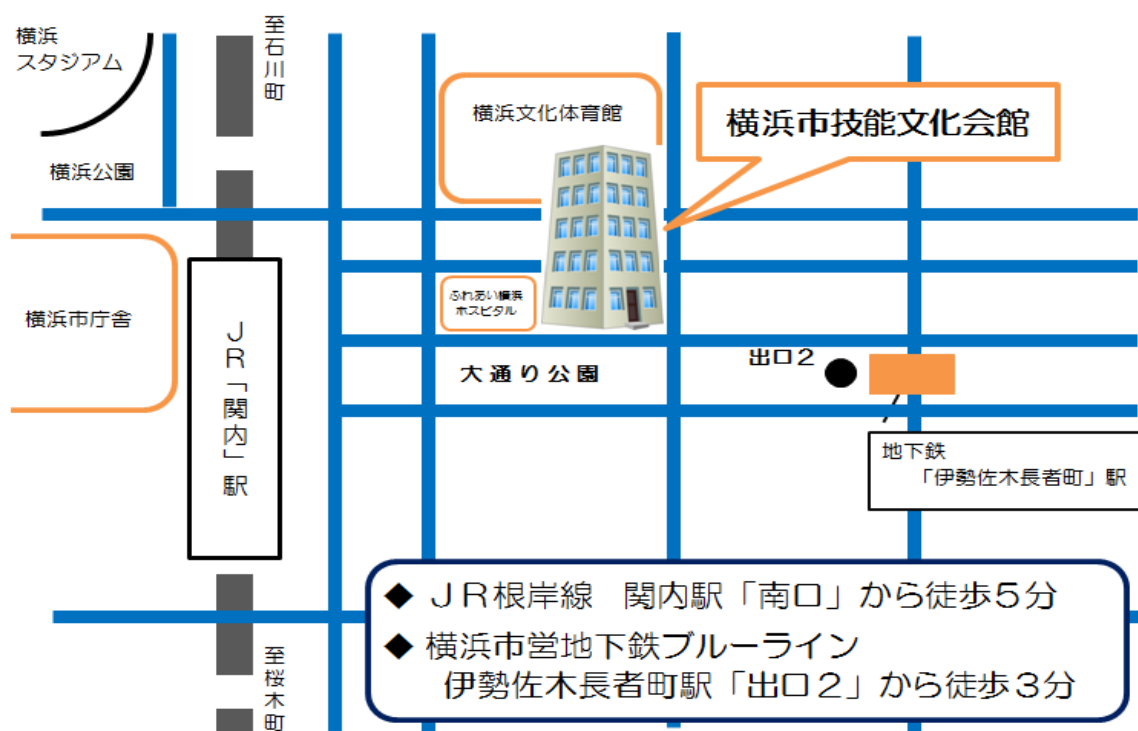 横浜
スタジアム
至石川町
横浜文化体育館
横浜市技能文化会館
横浜公園
横浜市庁舎
ふれあい横浜
ホスピタル
JR「関内」駅
大通り公園
出口2
地下鉄
「伊勢佐木長者町」駅
◆ JR根岸線 関内駅「南口」から徒歩5分
◆ 横浜市営地下鉄ブルーライン
伊勢佐木長者町駅「出口2」から徒歩3分
至桜木町